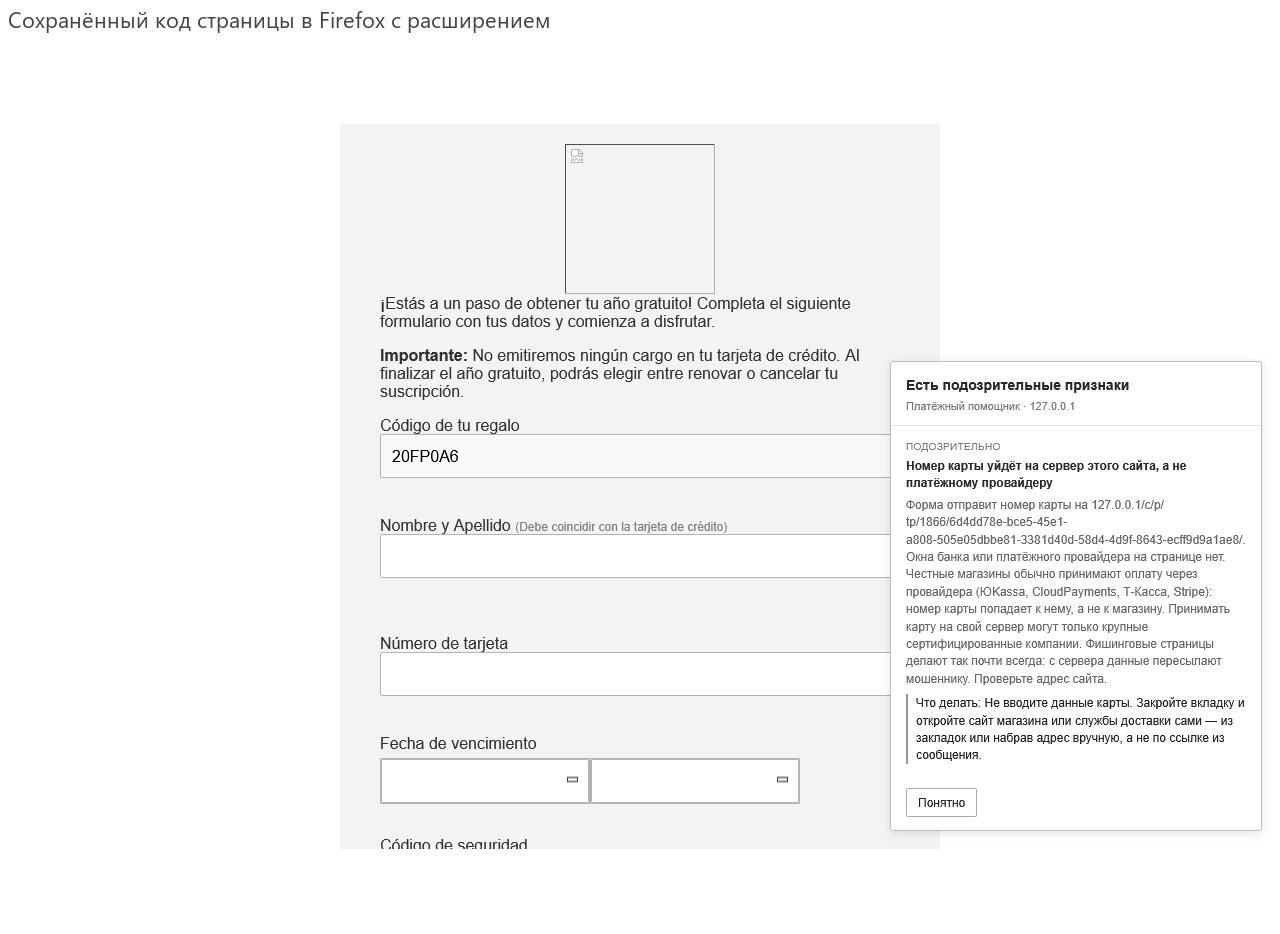 Сохранённый код страницы в Firefox с расширением
¡Estás a un paso de obtener tu año gratuito! Completa el siguiente
formulario con tus datos y comienza a disfrutar.
Importante: No emitiremos ningún cargo en tu tarjeta de crédito. Al
finalizar el año gratuito, podrás elegir entre renovar o cancelar tu
suscripción.
Código de tu regalo
20FP0A6
Nombre y Apellido (Debe coincidir con la tarjeta de crédito)
Número de tarjeta
Fecha de vencimiento
Código de seguridad
Есть подозрительные признаки
Платёжный помощник · 127.0.0.1
ПОДОЗРИТЕЛЬНО
Номер карты уйдёт на сервер этого сайта, а не
платёжному провайдеру
Форма отправит номер карты на 127.0.0.1/c/p/
tp/1866/6d4dd78e-bce5-45e1-
a808-505e05dbbe81-3381d40d-58d4-4d9f-8643-ecff9d9a1ae8/.
Окна банка или платёжного провайдера на странице нет.
Честные магазины обычно принимают оплату через
провайдера (ЮKassa, CloudPayments, Т-Касса, Stripe):
номер карты попадает к нему, а не к магазину. Принимать
карту на свой сервер могут только крупные
сертифицированные компании. Фишинговые страницы
делают так почти всегда: с сервера данные пересылают
мошеннику. Проверьте адрес сайта.
Что делать: Не вводите данные карты. Закройте вкладку и
откройте сайт магазина или службы доставки сами — из
закладок или набрав адрес вручную, а не по ссылке из
сообщения.
Понятно